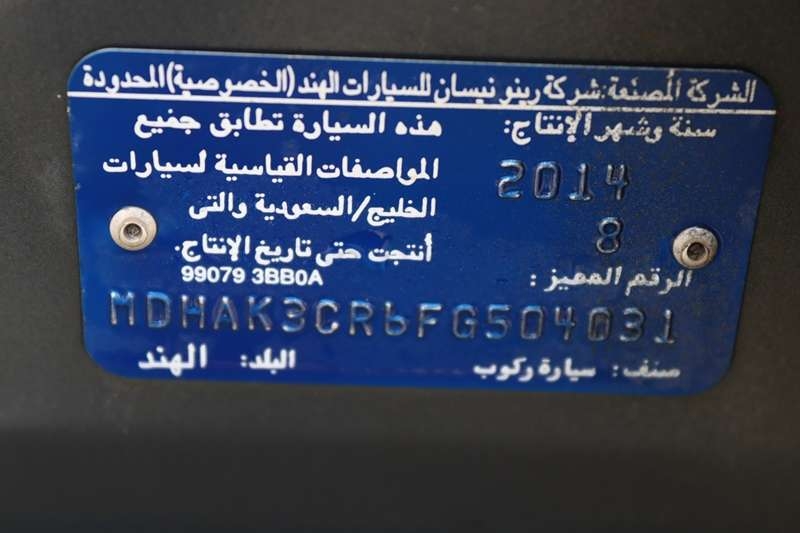 الشركة المصنعة: شركة رينو نيسان للسيارات الهند (الخصوصية) المحدودة
سنة وشهر الإنتاج:
2014
8
هذه السيارة تطابق جميع
المواصفات القياسية لسيارات
الخليج/السعودية والتى
أنتجت حتى تاريخ الإنتاج.
99079 3BB0A
الرقم المميز:
MDHAK3CR6FG504031
صنف: سيارة ركوب
البلد: الهند